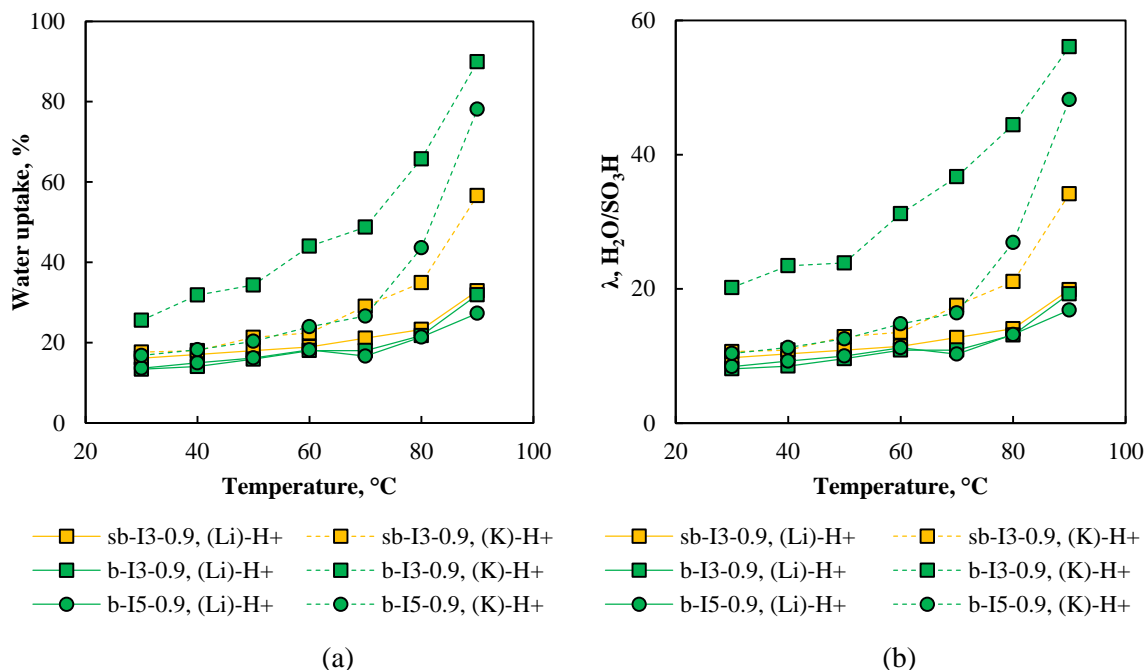 Water uptake, %
100
80
60
40
20
0
20 40 60 80 100
Temperature, °C
sb-I3-0.9, (Li)-H+ sb-I3-0.9, (K)-H+
b-I3-0.9, (Li)-H+ b-I3-0.9, (K)-H+
b-I5-0.9, (Li)-H+ b-I5-0.9, (K)-H+
(a)
λ, H₂O/SO₃H
60
40
20
0
20 40 60 80 100
Temperature, °C
sb-I3-0.9, (Li)-H+ sb-I3-0.9, (K)-H+
b-I3-0.9, (Li)-H+ b-I3-0.9, (K)-H+
b-I5-0.9, (Li)-H+ b-I5-0.9, (K)-H+
(b)